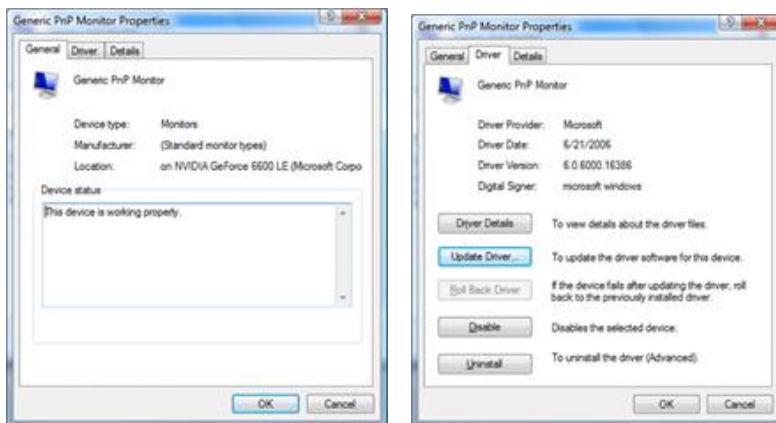 Generic PnP Monitor Properties
General Driver Details
Generic PnP Monitor
Device type: Monitors
Manufacturer: (Standard monitor types)
Location: on NVIDIA GeForce 6600 LE (Microsoft Corpo
Device status
This device is working properly.
OK Cancel
Generic PnP Monitor Properties
General Driver Details
Generic PnP Monitor
Driver Provider: Microsoft
Driver Date: 6/21/2006
Driver Version: 6.0.6000.16386
Digital Signer: microsoft windows
Driver Details To view details about the driver files.
Update Driver... To update the driver software for this device.
Roll Back Driver If the device fails after updating the driver, roll
back to the previously installed driver.
Disable Disables the selected device.
Uninstall To uninstall the driver (Advanced).
OK Cancel